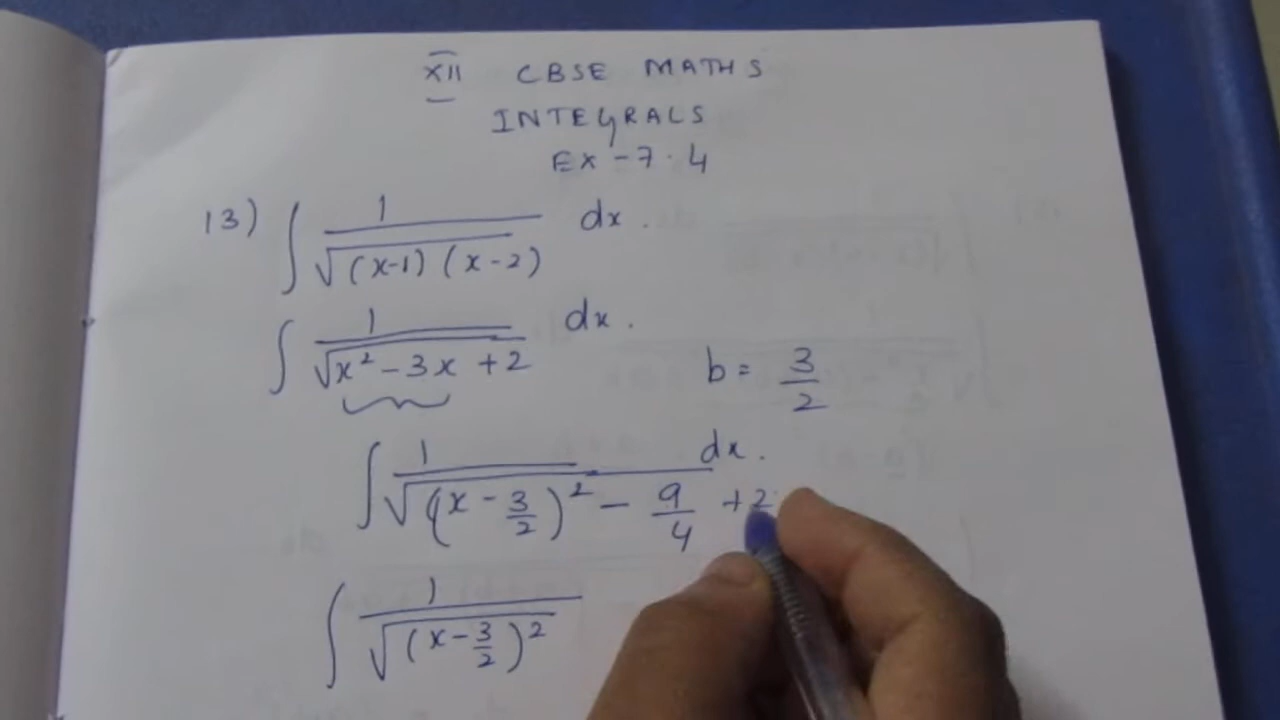 XII CBSE MATHS
INTEGRALS
EX-7.4
13) ∫ 1/√(x-1)(x-2) dx.
∫ 1/√x² - 3x + 2 dx.
b = 3/2
∫ 1/√(x - 3/2)² - 9/4 + 2 dx.
∫ 1/√(x - 3/2)²